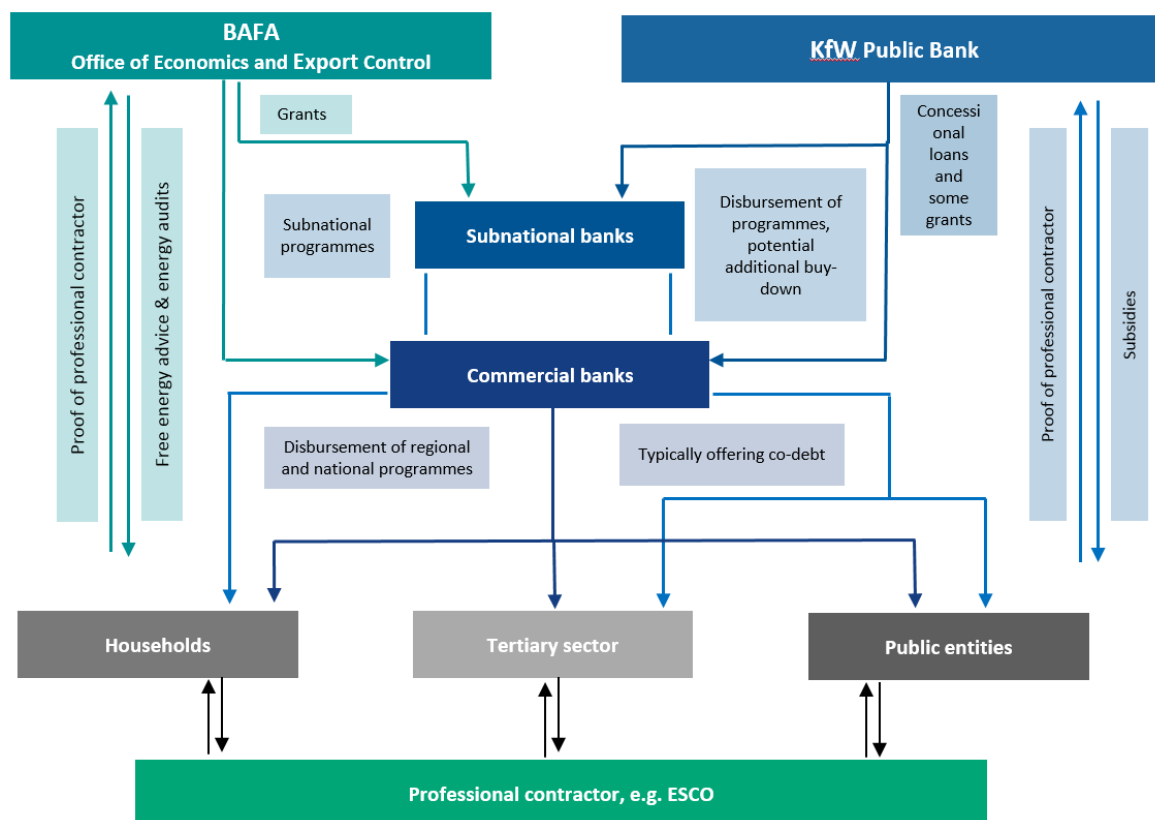 BAFA
Office of Economics and Export Control
KfW Public Bank
Grants
Concessi
onal
loans
and
some
grants
Proof of professional contractor
Free energy advice & energy audits
Subnational
programmes
Subnational banks
Disbursement of
programmes,
potential
additional buy-
down
Proof of professional contractor
Subsidies
Commercial banks
Disbursement of regional
and national programmes
Typically offering co-debt
Households
Tertiary sector
Public entities
Professional contractor, e.g. ESCO